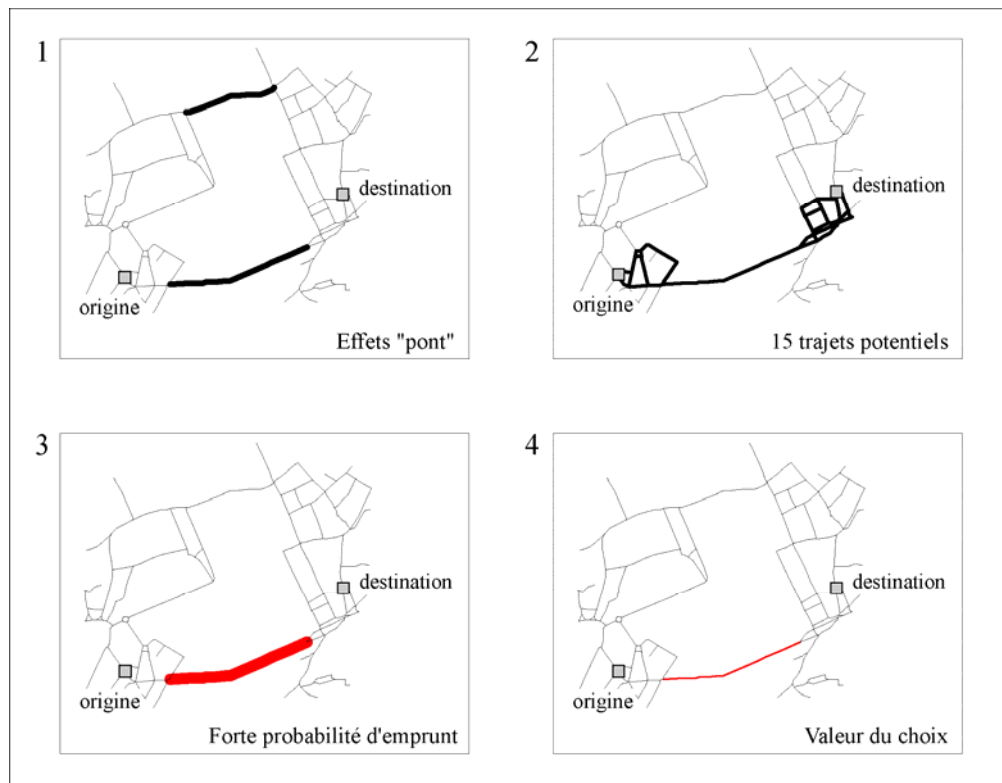 1
destination
origine
Effets "pont"
2
destination
origine
15 trajets potentiels
3
destination
origine
Forte probabilité d'emprunt
4
destination
origine
Valeur du choix